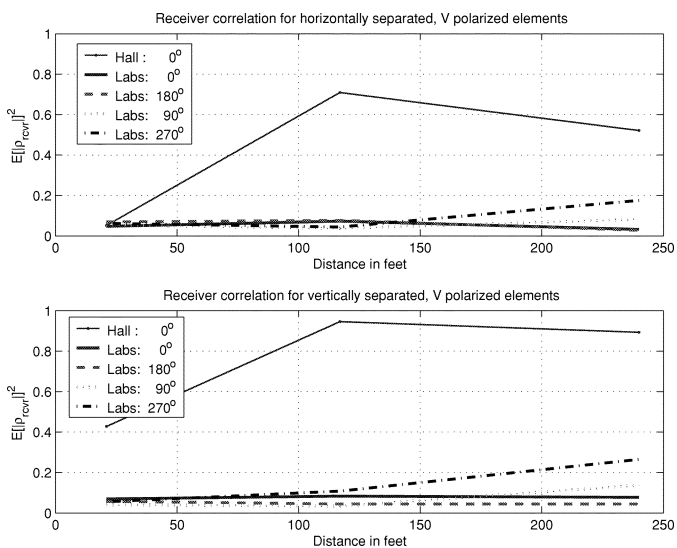 Receiver correlation for horizontally separated, V polarized elements
1
0.8
0.6
0.4
0.2
0
E[|ρrcvr|]²
Hall : 0°
Labs: 0°
Labs: 180°
Labs: 90°
Labs: 270°
0 50 100 150 200 250
Distance in feet
Receiver correlation for vertically separated, V polarized elements
1
0.8
0.6
0.4
0.2
0
E[|ρrcvr|]²
Hall : 0°
Labs: 0°
Labs: 180°
Labs: 90°
Labs: 270°
0 50 100 150 200 250
Distance in feet